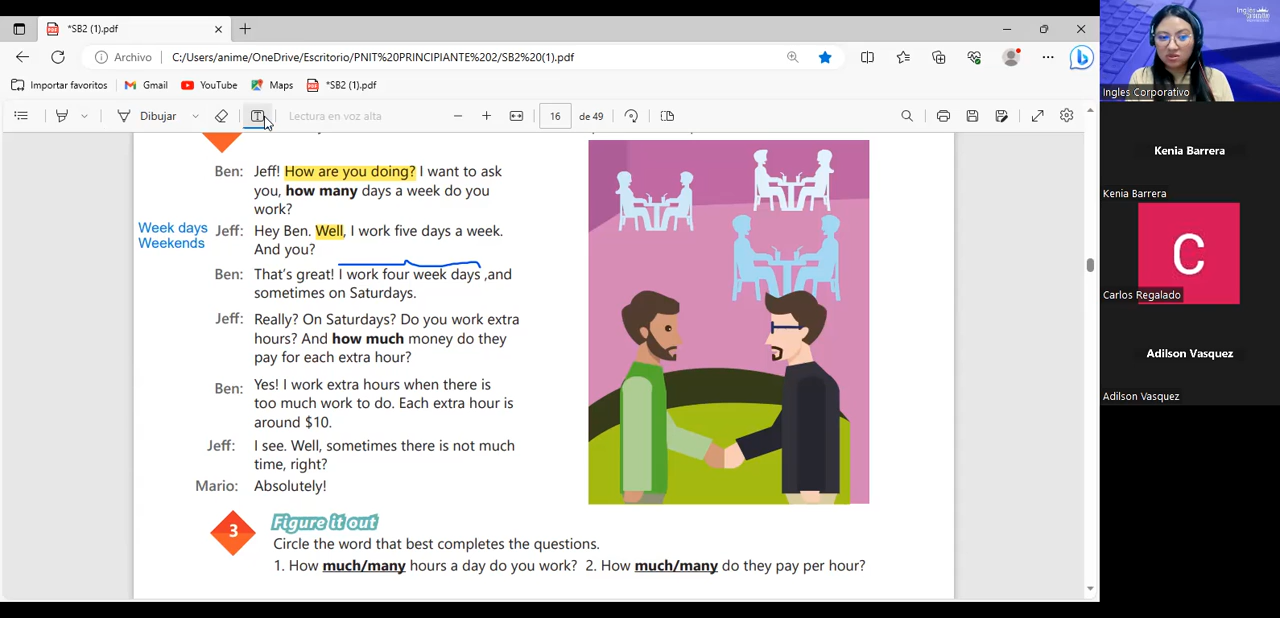 *SB2 (1).pdf
Archivo
C:/Users/anime/OneDrive/Escritorio/PNIT%20PRINCIPIANTE%202/SB2%20(1).pdf
Importar favoritos
Gmail
YouTube
Maps
*SB2 (1).pdf
Dibujar
Lectura en voz alta
16
de 49
Ben: Jeff! How are you doing? I want to ask
you, how many days a week do you
work?
Week days
Weekends
Jeff: Hey Ben. Well, I work five days a week.
And you?
Ben: That's great! I work four week days ,and
sometimes on Saturdays.
Jeff: Really? On Saturdays? Do you work extra
hours? And how much money do they
pay for each extra hour?
Ben: Yes! I work extra hours when there is
too much work to do. Each extra hour is
around $10.
Jeff: I see. Well, sometimes there is not much
time, right?
Mario: Absolutely!
3
Figure it out
Circle the word that best completes the questions.
1. How much/many hours a day do you work? 2. How much/many do they pay per hour?
Ingles Corporativo
Kenia Barrera
Kenia Barrera
C
Carlos Regalado
Adilson Vasquez
Adilson Vasquez